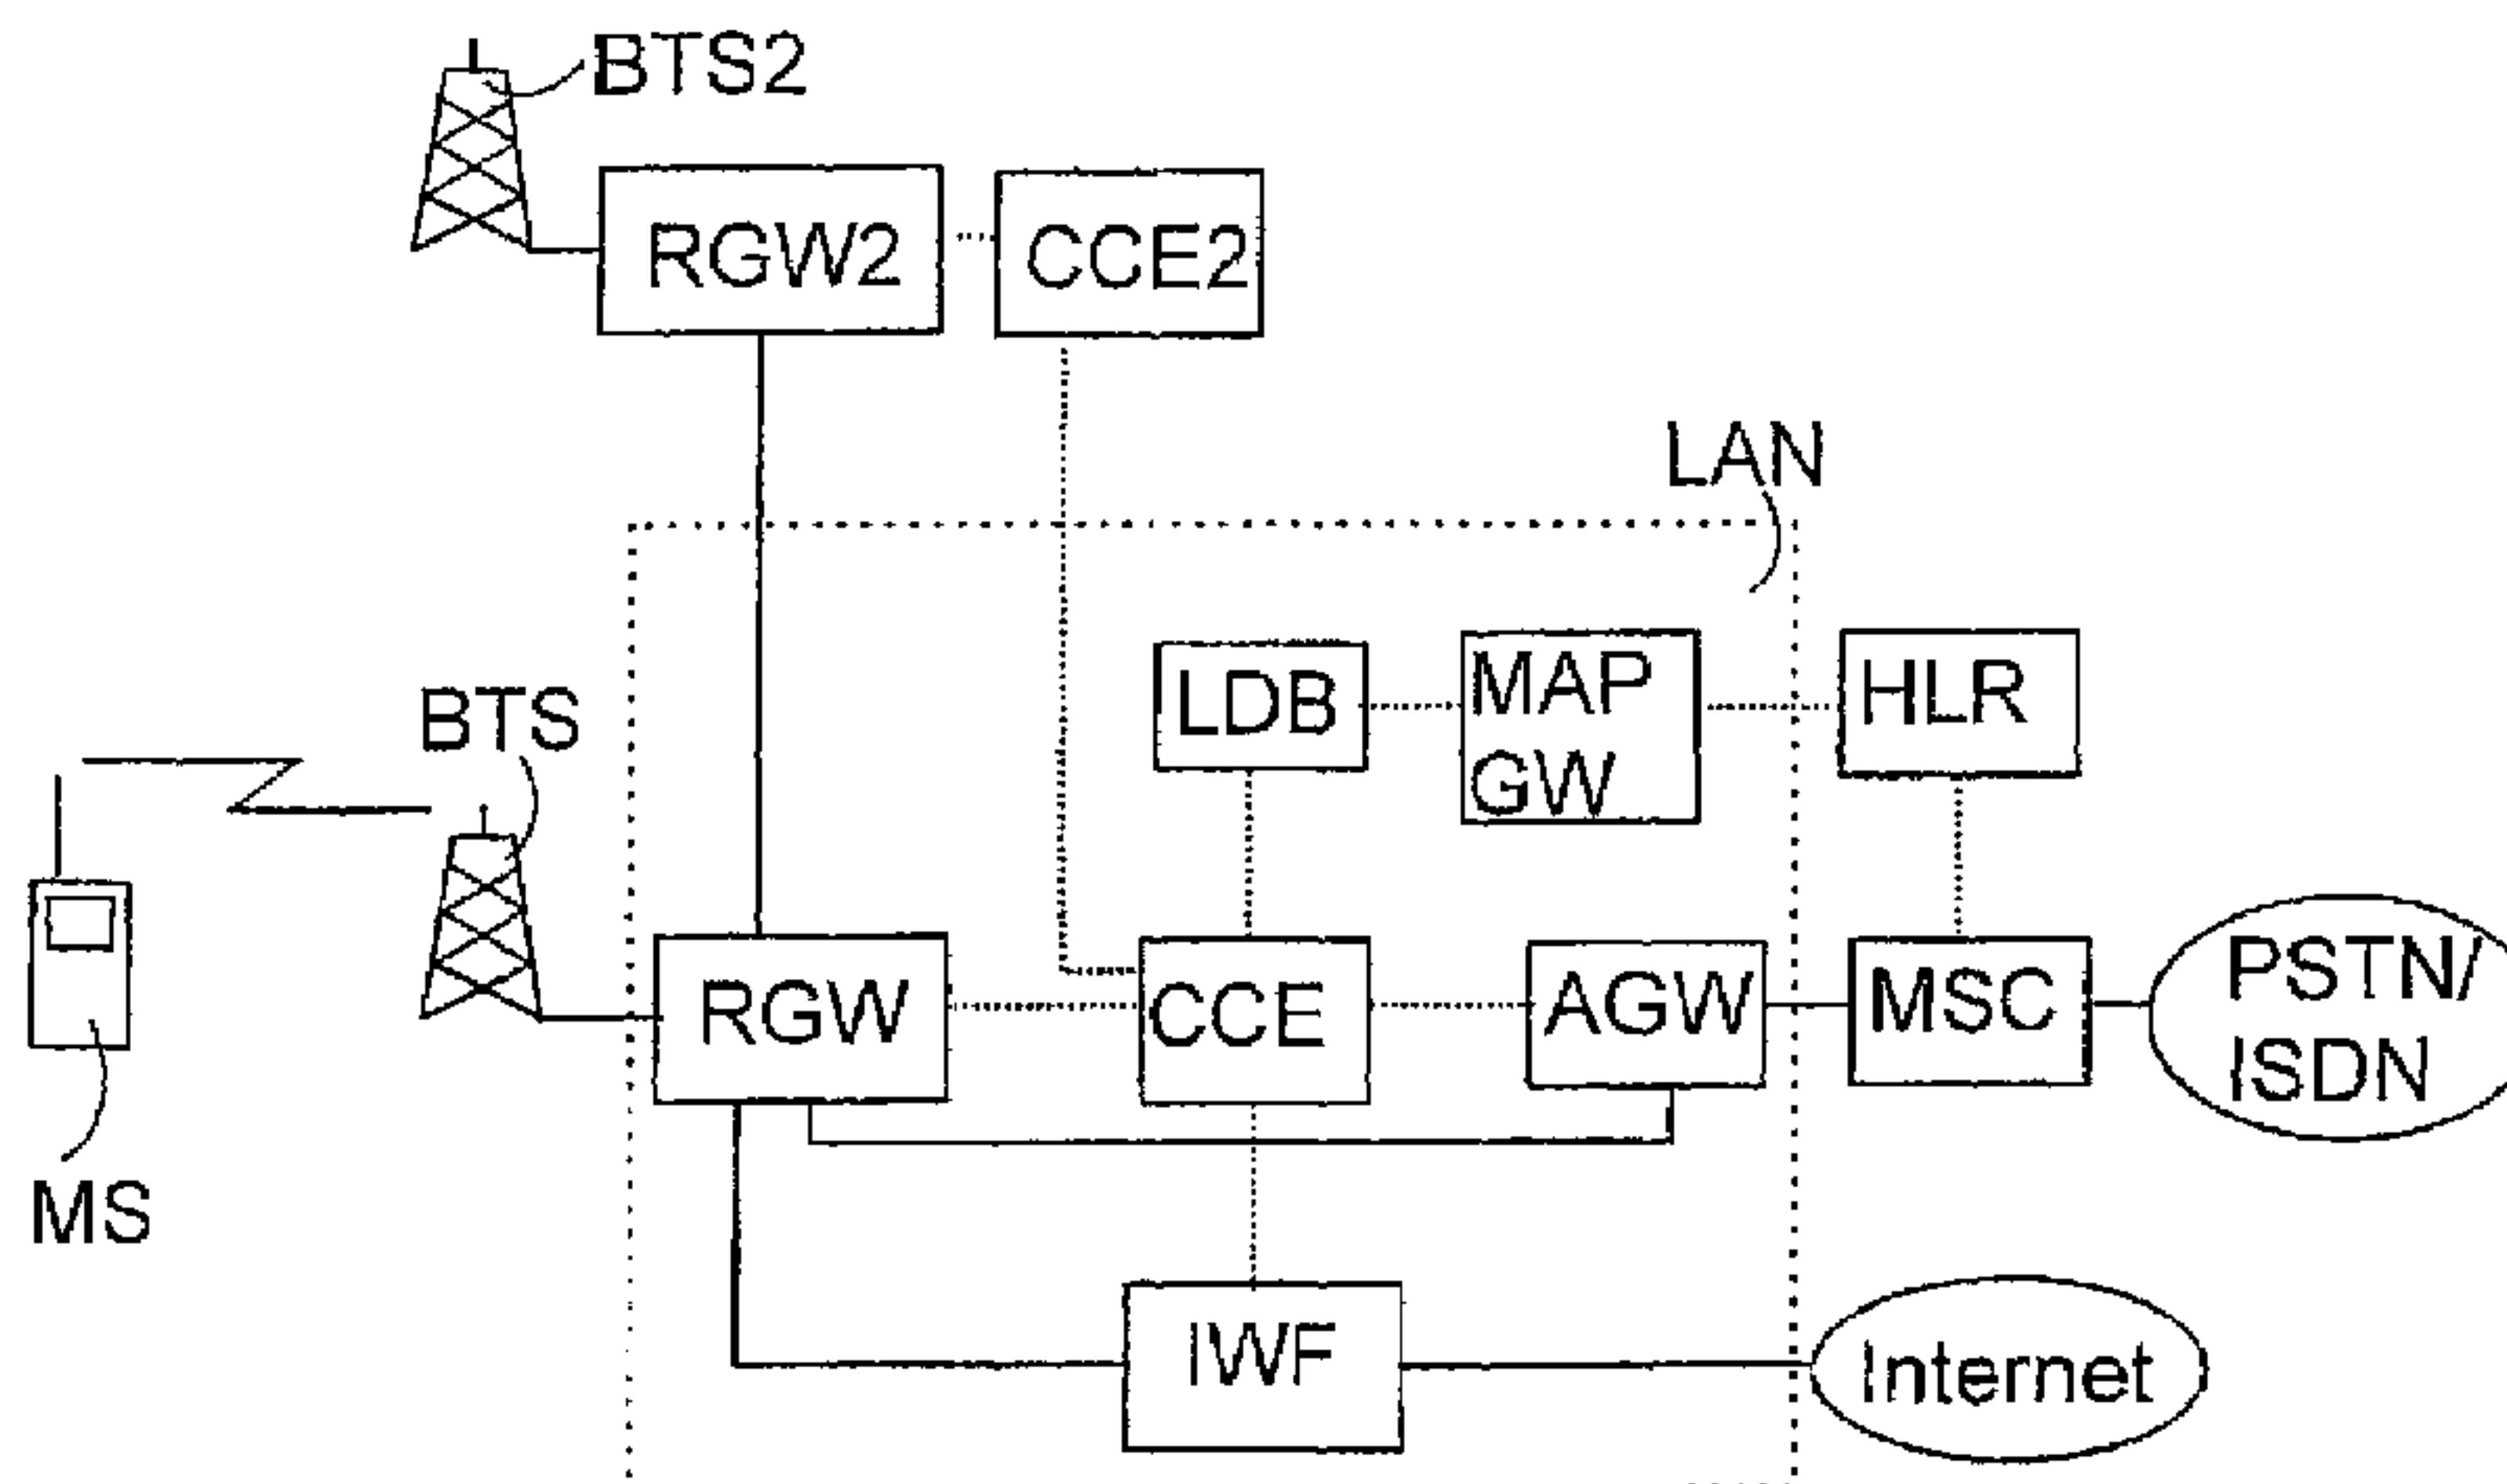 BTS2
RGW2
CCE2
LAN
LDB
MAP
GW
HLR
BTS
RGW
CCE
AGW
MSC
PSTN/
ISDN
MS
IWF
Internet